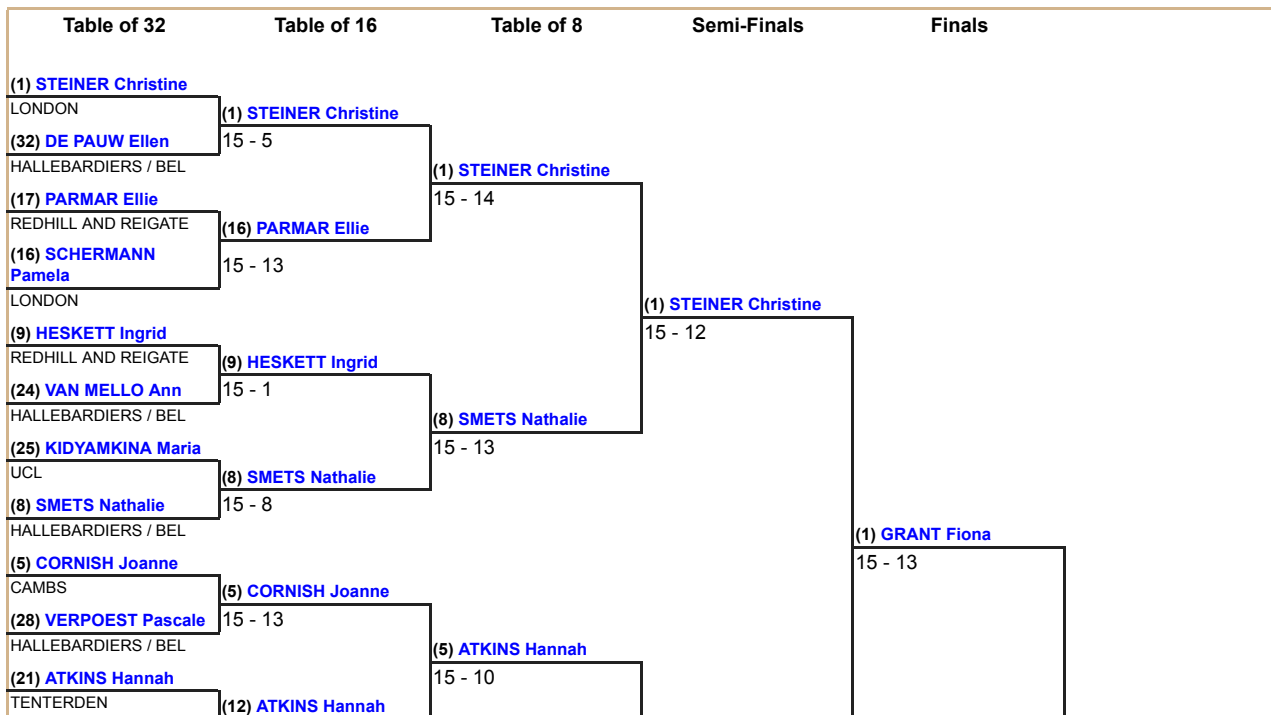 Table of 32 Table of 16 Table of 8 Semi-Finals Finals
(1) STEINER Christine
LONDON
(1) STEINER Christine
(32) DE PAUW Ellen
15 - 5
HALLEBARDIERS / BEL
(1) STEINER Christine
(17) PARMAR Ellie
15 - 14
REDHILL AND REIGATE
(16) PARMAR Ellie
(16) SCHERMANN
Pamela
15 - 13
LONDON
(1) STEINER Christine
(9) HESKETT Ingrid
15 - 12
REDHILL AND REIGATE
(9) HESKETT Ingrid
(24) VAN MELLO Ann
15 - 1
HALLEBARDIERS / BEL
(8) SMETS Nathalie
(25) KIDYAMKINA Maria
15 - 13
UCL
(8) SMETS Nathalie
(8) SMETS Nathalie
15 - 8
HALLEBARDIERS / BEL
(1) GRANT Fiona
(5) CORNISH Joanne
15 - 13
CAMBS
(5) CORNISH Joanne
(28) VERPOEST Pascale
15 - 13
HALLEBARDIERS / BEL
(5) ATKINS Hannah
(21) ATKINS Hannah
15 - 10
TENTERDEN
(12) ATKINS Hannah